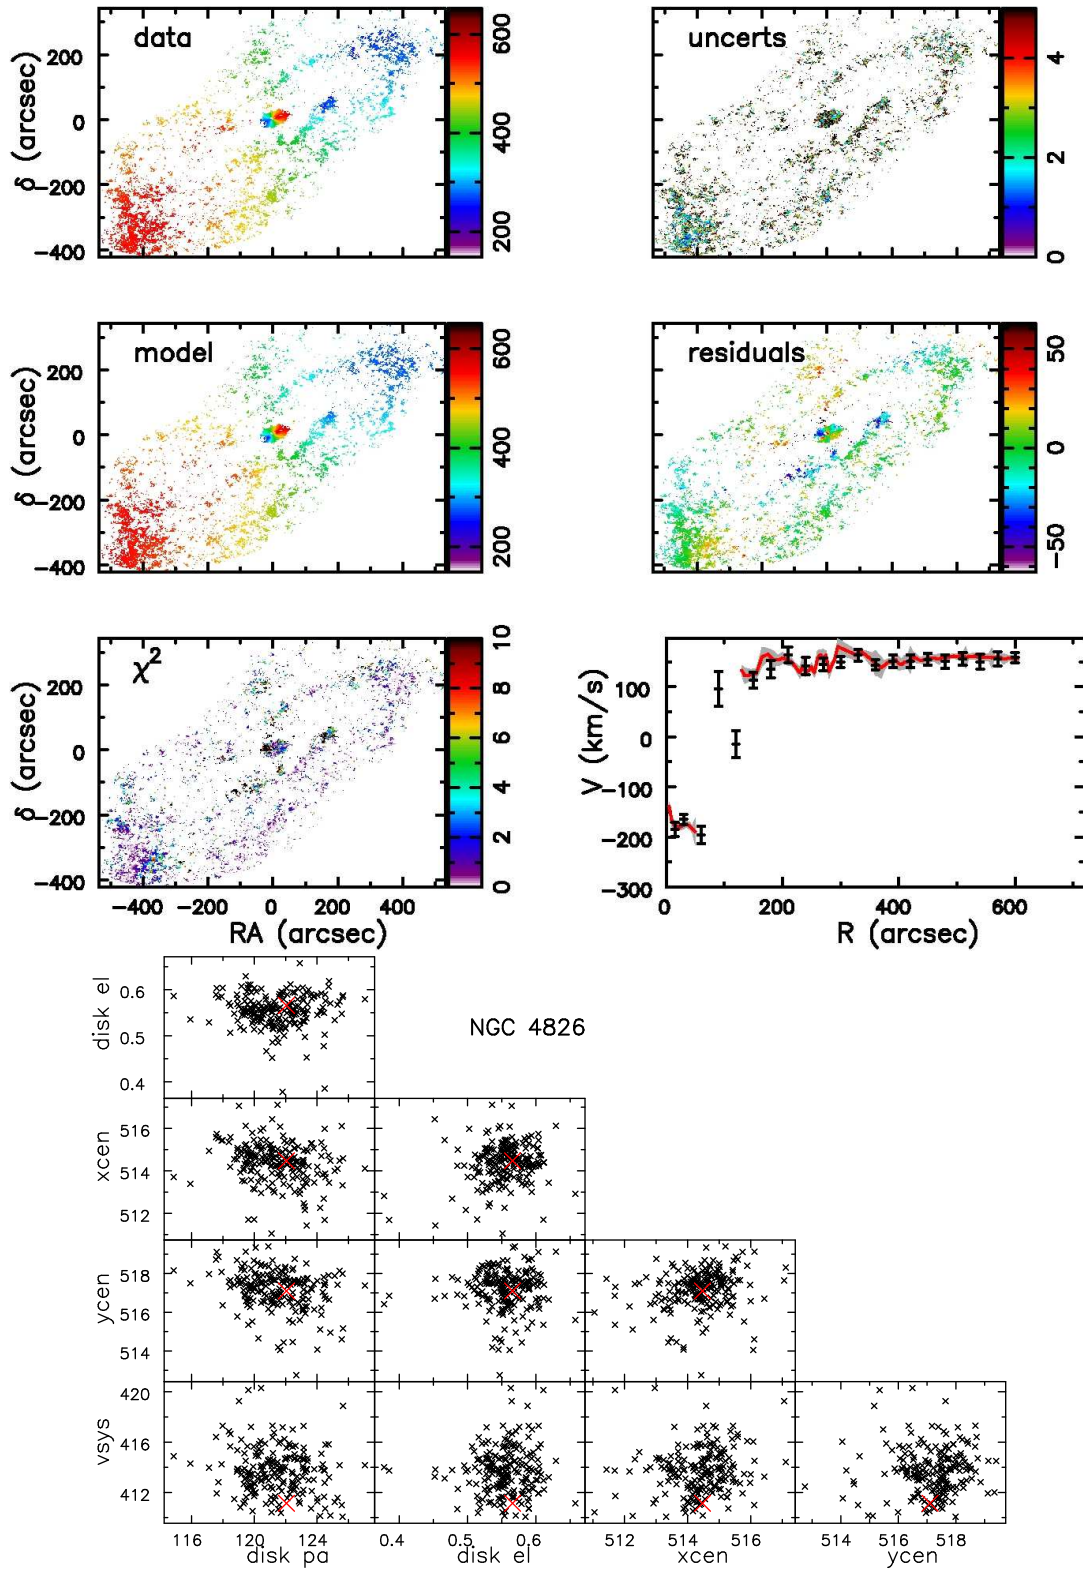 data
uncerts
δ (arcsec)
200
0
−200
−400
200 400 600
0 2 4
model
residuals
δ (arcsec)
200
0
−200
−400
200 400 600
−50 0 50
χ2
δ (arcsec)
200
0
−200
−400
0 2 4 6 8 10
−400 −200 0 200 400
RA (arcsec)
V (km/s)
100
0
−100
−200
−300
0 200 400 600
R (arcsec)
NGC 4826
disk el
0.6
0.5
0.4
xcen
516
514
512
ycen
518
516
514
vsys
420
416
412
116 120 124
disk pa
0.4 0.5 0.6
disk el
512 514 516
xcen
514 516 518
ycen